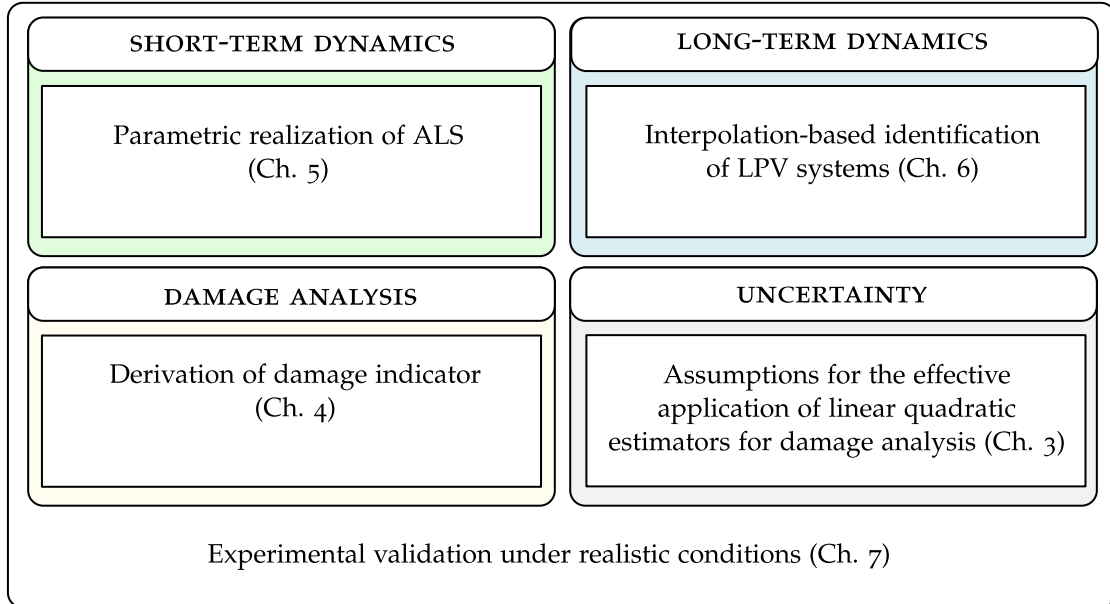 SHORT-TERM DYNAMICS
Parametric realization of ALS
(Ch. 5)
LONG-TERM DYNAMICS
Interpolation-based identification
of LPV systems (Ch. 6)
DAMAGE ANALYSIS
Derivation of damage indicator
(Ch. 4)
UNCERTAINTY
Assumptions for the effective
application of linear quadratic
estimators for damage analysis (Ch. 3)
Experimental validation under realistic conditions (Ch. 7)